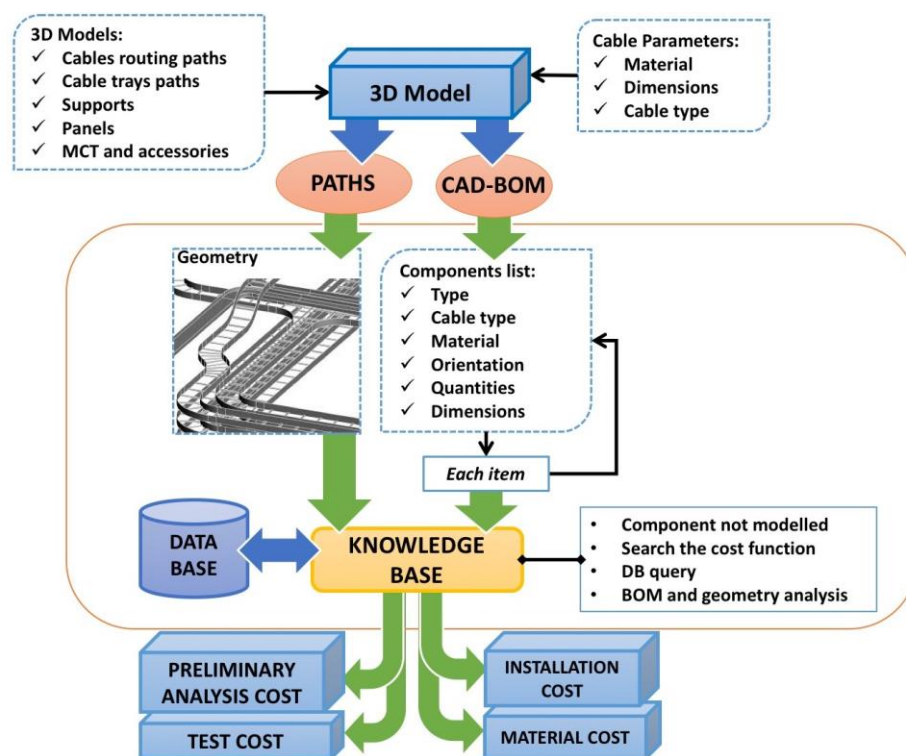 3D Models:
✓ Cables routing paths
✓ Cable trays paths
✓ Supports
✓ Panels
✓ MCT and accessories
3D Model
Cable Parameters:
✓ Material
✓ Dimensions
✓ Cable type
PATHS
CAD-BOM
Geometry
Components list:
✓ Type
✓ Cable type
✓ Material
✓ Orientation
✓ Quantities
✓ Dimensions
Each item
DATA
BASE
KNOWLEDGE
BASE
• Component not modelled
• Search the cost function
• DB query
• BOM and geometry analysis
PRELIMINARY
ANALYSIS COST
INSTALLATION
COST
TEST COST
MATERIAL COST